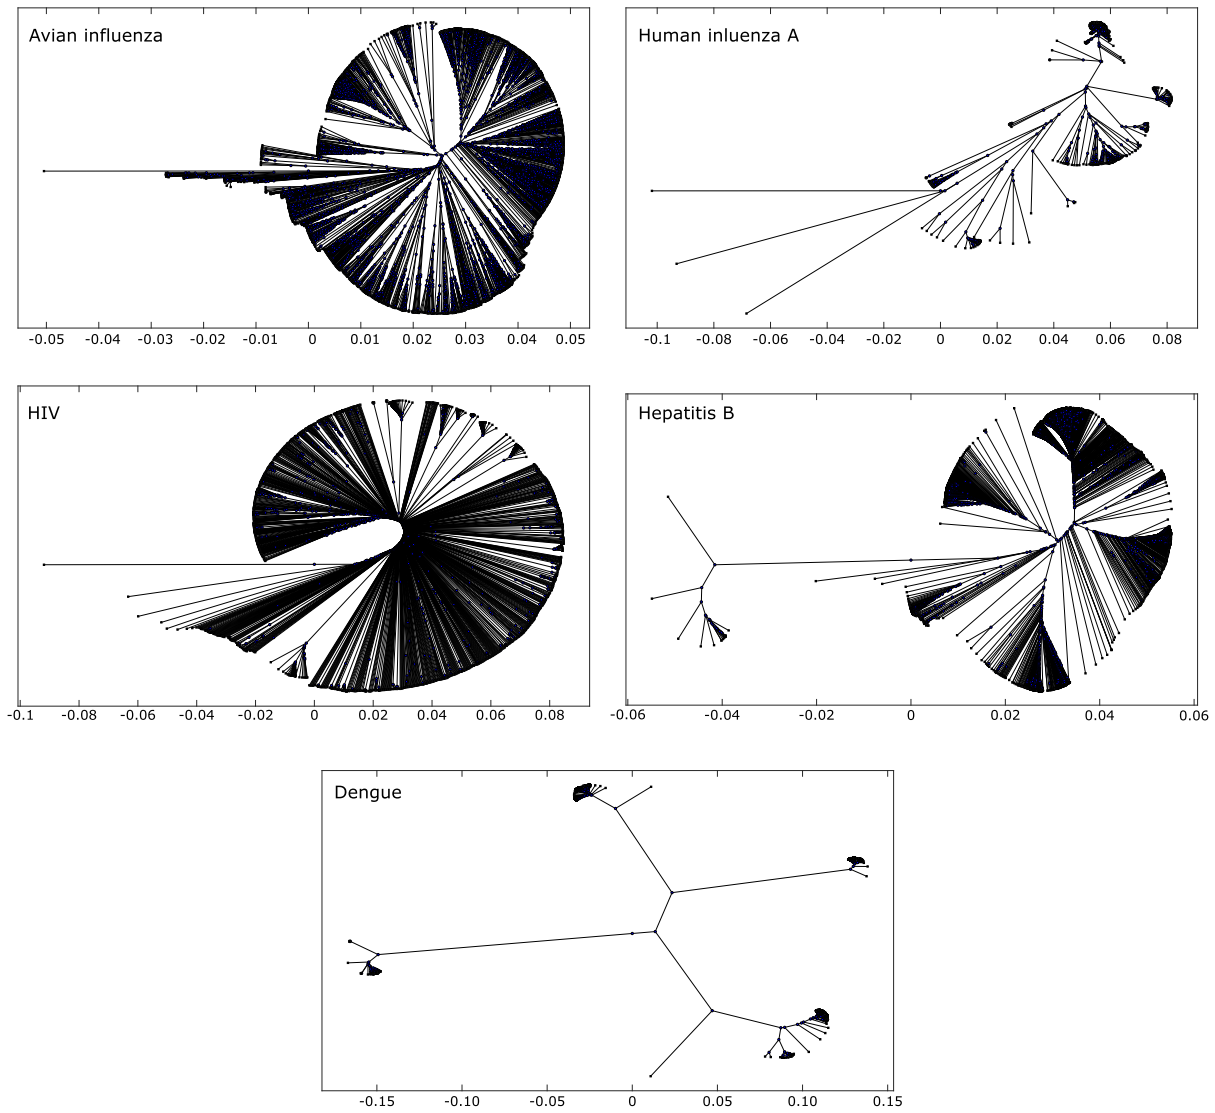 Avian influenza
-0.05 -0.04 -0.03 -0.02 -0.01 0 0.01 0.02 0.03 0.04 0.05
Human inluenza A
-0.1 -0.08 -0.06 -0.04 -0.02 0 0.02 0.04 0.06 0.08
HIV
-0.1 -0.08 -0.06 -0.04 -0.02 0 0.02 0.04 0.06 0.08
Hepatitis B
-0.06 -0.04 -0.02 0 0.02 0.04 0.06
Dengue
-0.15 -0.10 -0.05 0 0.05 0.10 0.15